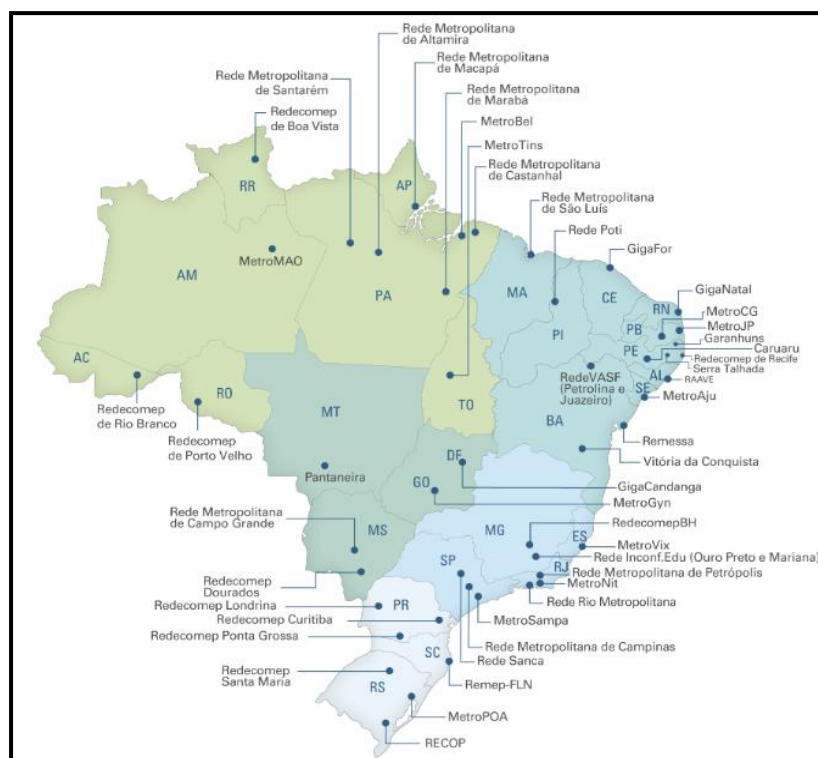 Rede Metropolitana
de Altamira
Rede Metropolitana
de Macapá
Rede Metropolitana
de Santarém
Rede Metropolitana
de Marabá
Redecomep
de Boa Vista
MetroBel
MetroTins
Rede Metropolitana
de Castanhal
Rede Metropolitana
de São Luís
Rede Poti
GigaFor
RR
AP
MetroMAO
AM
PA
MA
CE
GigaNatal
RN
MetroCG
PB
MetroJP
PI
Garanhuns
PE
Caruaru
Redecomep de Recife
Serra Talhada
AC
RO
TO
RedeVASF
(Petrolina e
Juazeiro)
AL
RAAVE
SE
MetroAju
Redecomep
de Rio Branco
MT
BA
Redecomep
de Porto Velho
Remessa
Pantaneira
DF
Vitória da Conquista
GO
GigaCandanga
MetroGyn
Rede Metropolitana
de Campo Grande
MS
MG
RedecomepBH
ES
MetroVix
Rede Inconf.Edu (Ouro Preto e Mariana)
SP
RJ
Rede Metropolitana de Petrópolis
MetroNit
Redecomep
Dourados
Rede Rio Metropolitana
Redecomep Londrina
PR
MetroSampa
Redecomep Curitiba
Redecomep Ponta Grossa
Rede Metropolitana de Campinas
SC
Rede Sanca
Redecomep
Santa Maria
Remep-FLN
RS
MetroPOA
RECOP